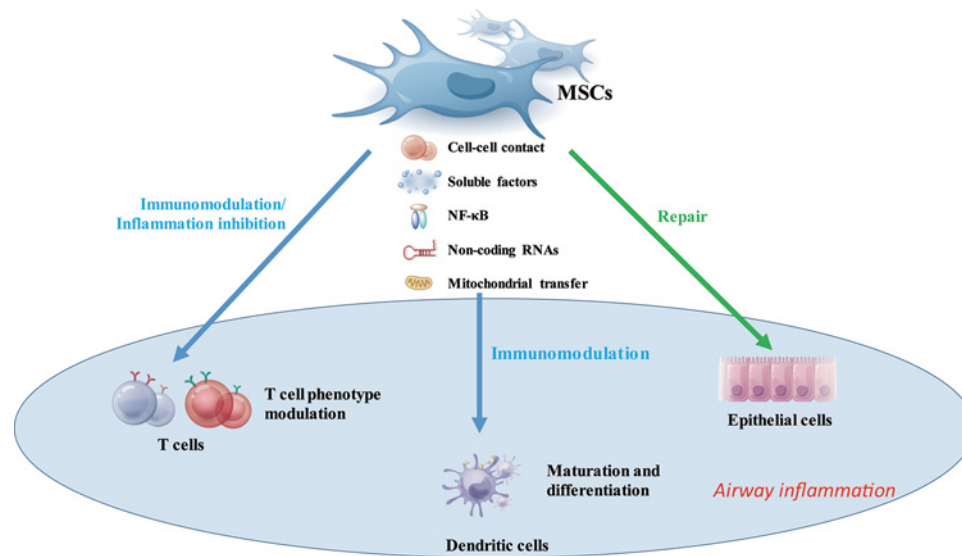 MSCs
Cell-cell contact
Soluble factors
NF-κB
Non-coding RNAs
Mitochondrial transfer
Immunomodulation/
Inflammation inhibition
Repair
Immunomodulation
T cell phenotype
modulation
T cells
Epithelial cells
Maturation and
differentiation
Airway inflammation
Dendritic cells